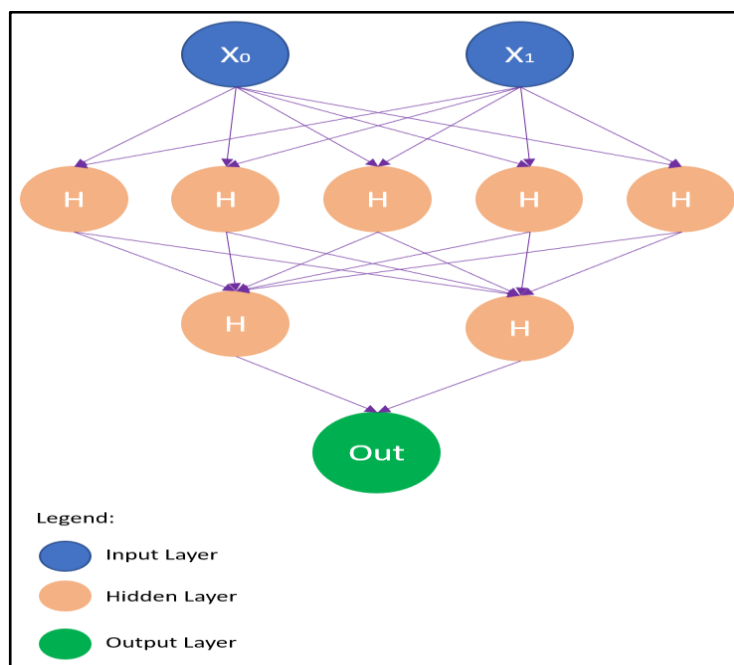 X₀ X₁
H H H H H
H H
Out
Legend:
Input Layer
Hidden Layer
Output Layer